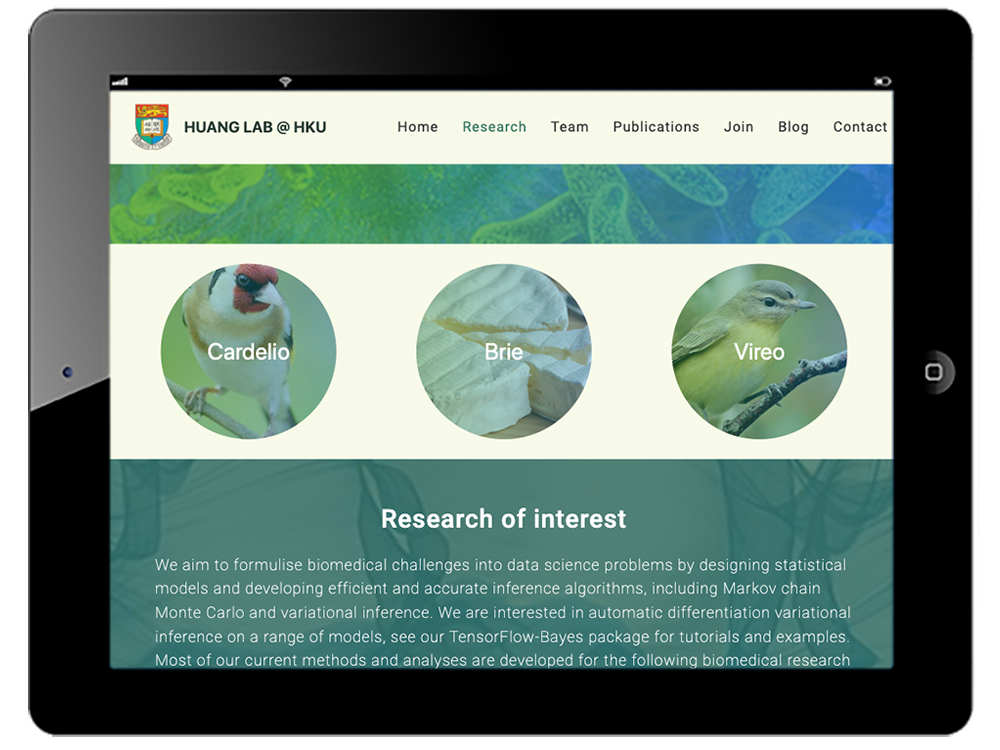 HUANG LAB @ HKU
Home Research Team Publications Join Blog Contact
Cardelio Brie Vireo
Research of interest
We aim to formulise biomedical challenges into data science problems by designing statistical
models and developing efficient and accurate inference algorithms, including Markov chain
Monte Carlo and variational inference. We are interested in automatic differentiation variational
inference on a range of models, see our TensorFlow-Bayes package for tutorials and examples.
Most of our current methods and analyses are developed for the following biomedical research